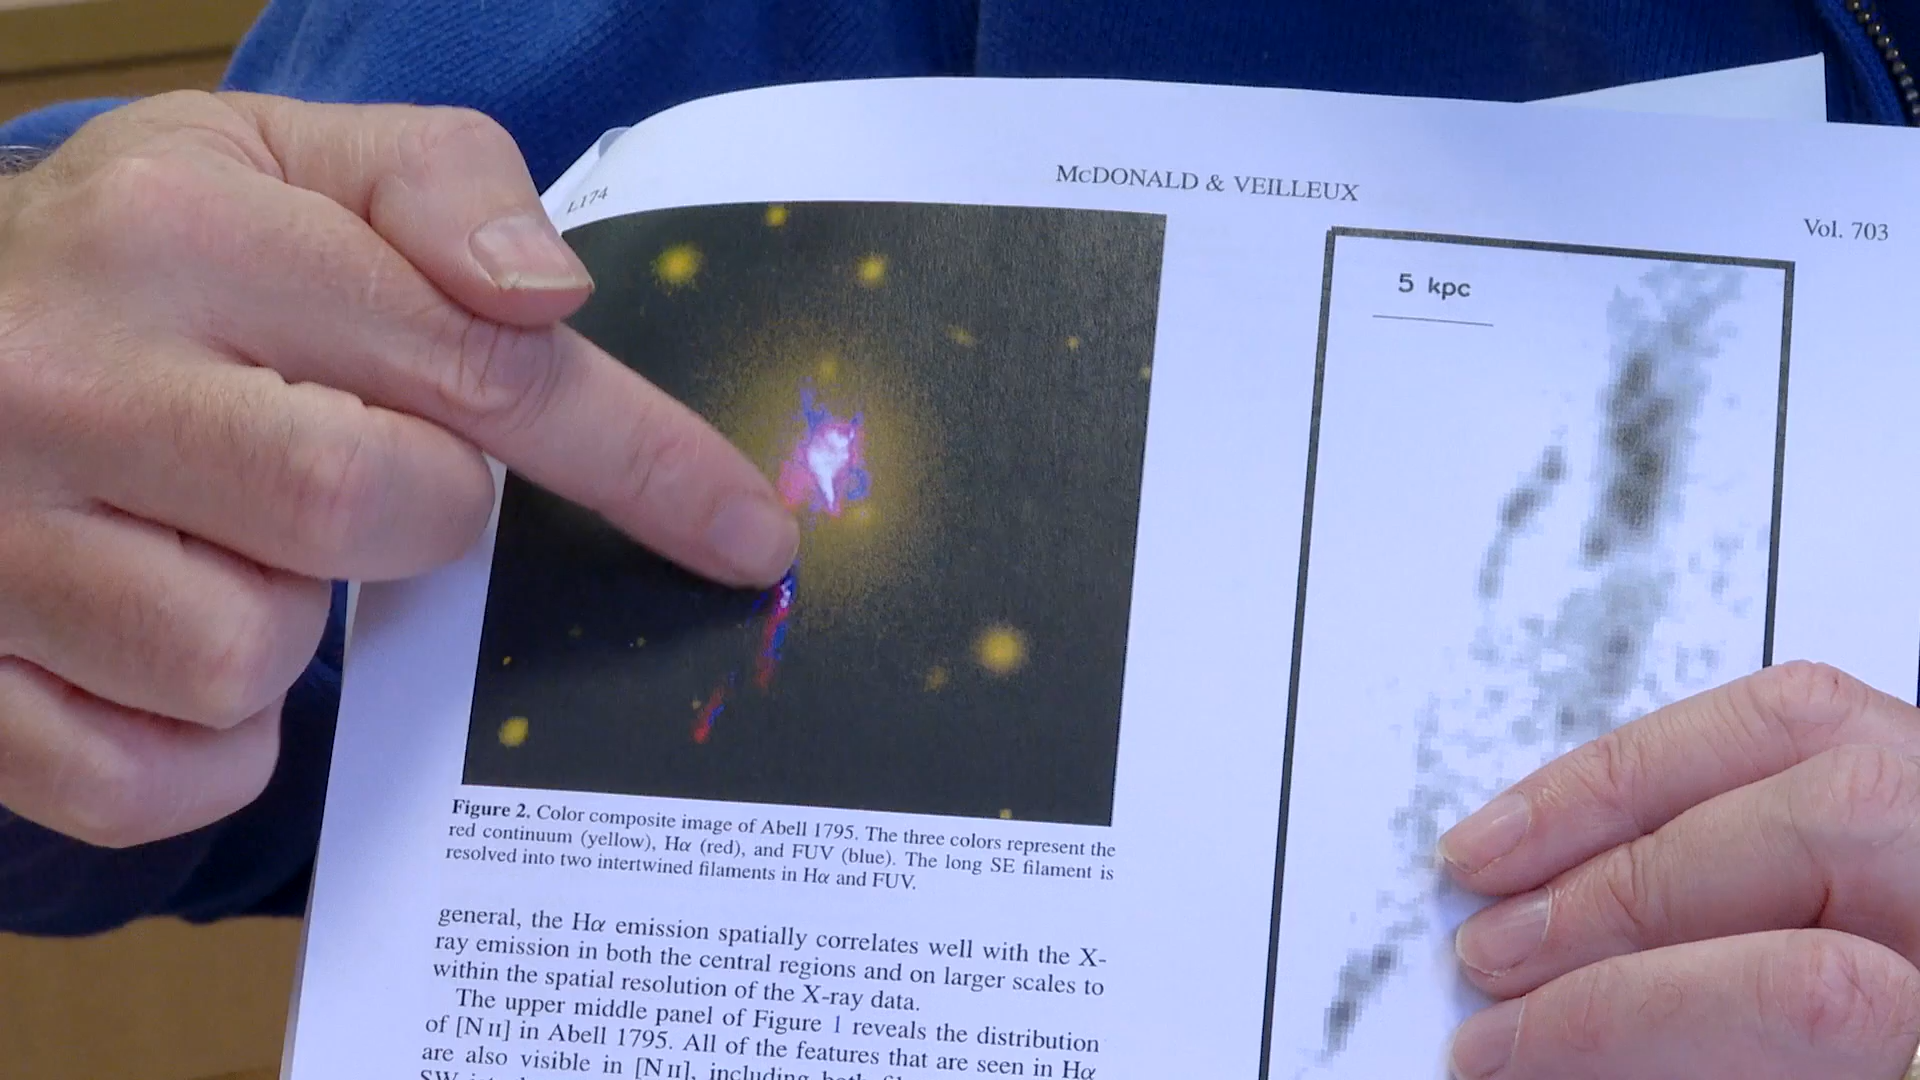 L174
McDONALD & VEILLEUX
Vol. 703
5 kpc
Figure 2. Color composite image of Abell 1795. The three colors represent the
red continuum (yellow), Hα (red), and FUV (blue). The long SE filament is
resolved into two intertwined filaments in Hα and FUV.
general, the Hα emission spatially correlates well with the X-
ray emission in both the central regions and on larger scales to
within the spatial resolution of the X-ray data.
The upper middle panel of Figure 1 reveals the distribution
of [N II] in Abell 1795. All of the features that are seen in Hα
are also visible in [N II], including both
SW